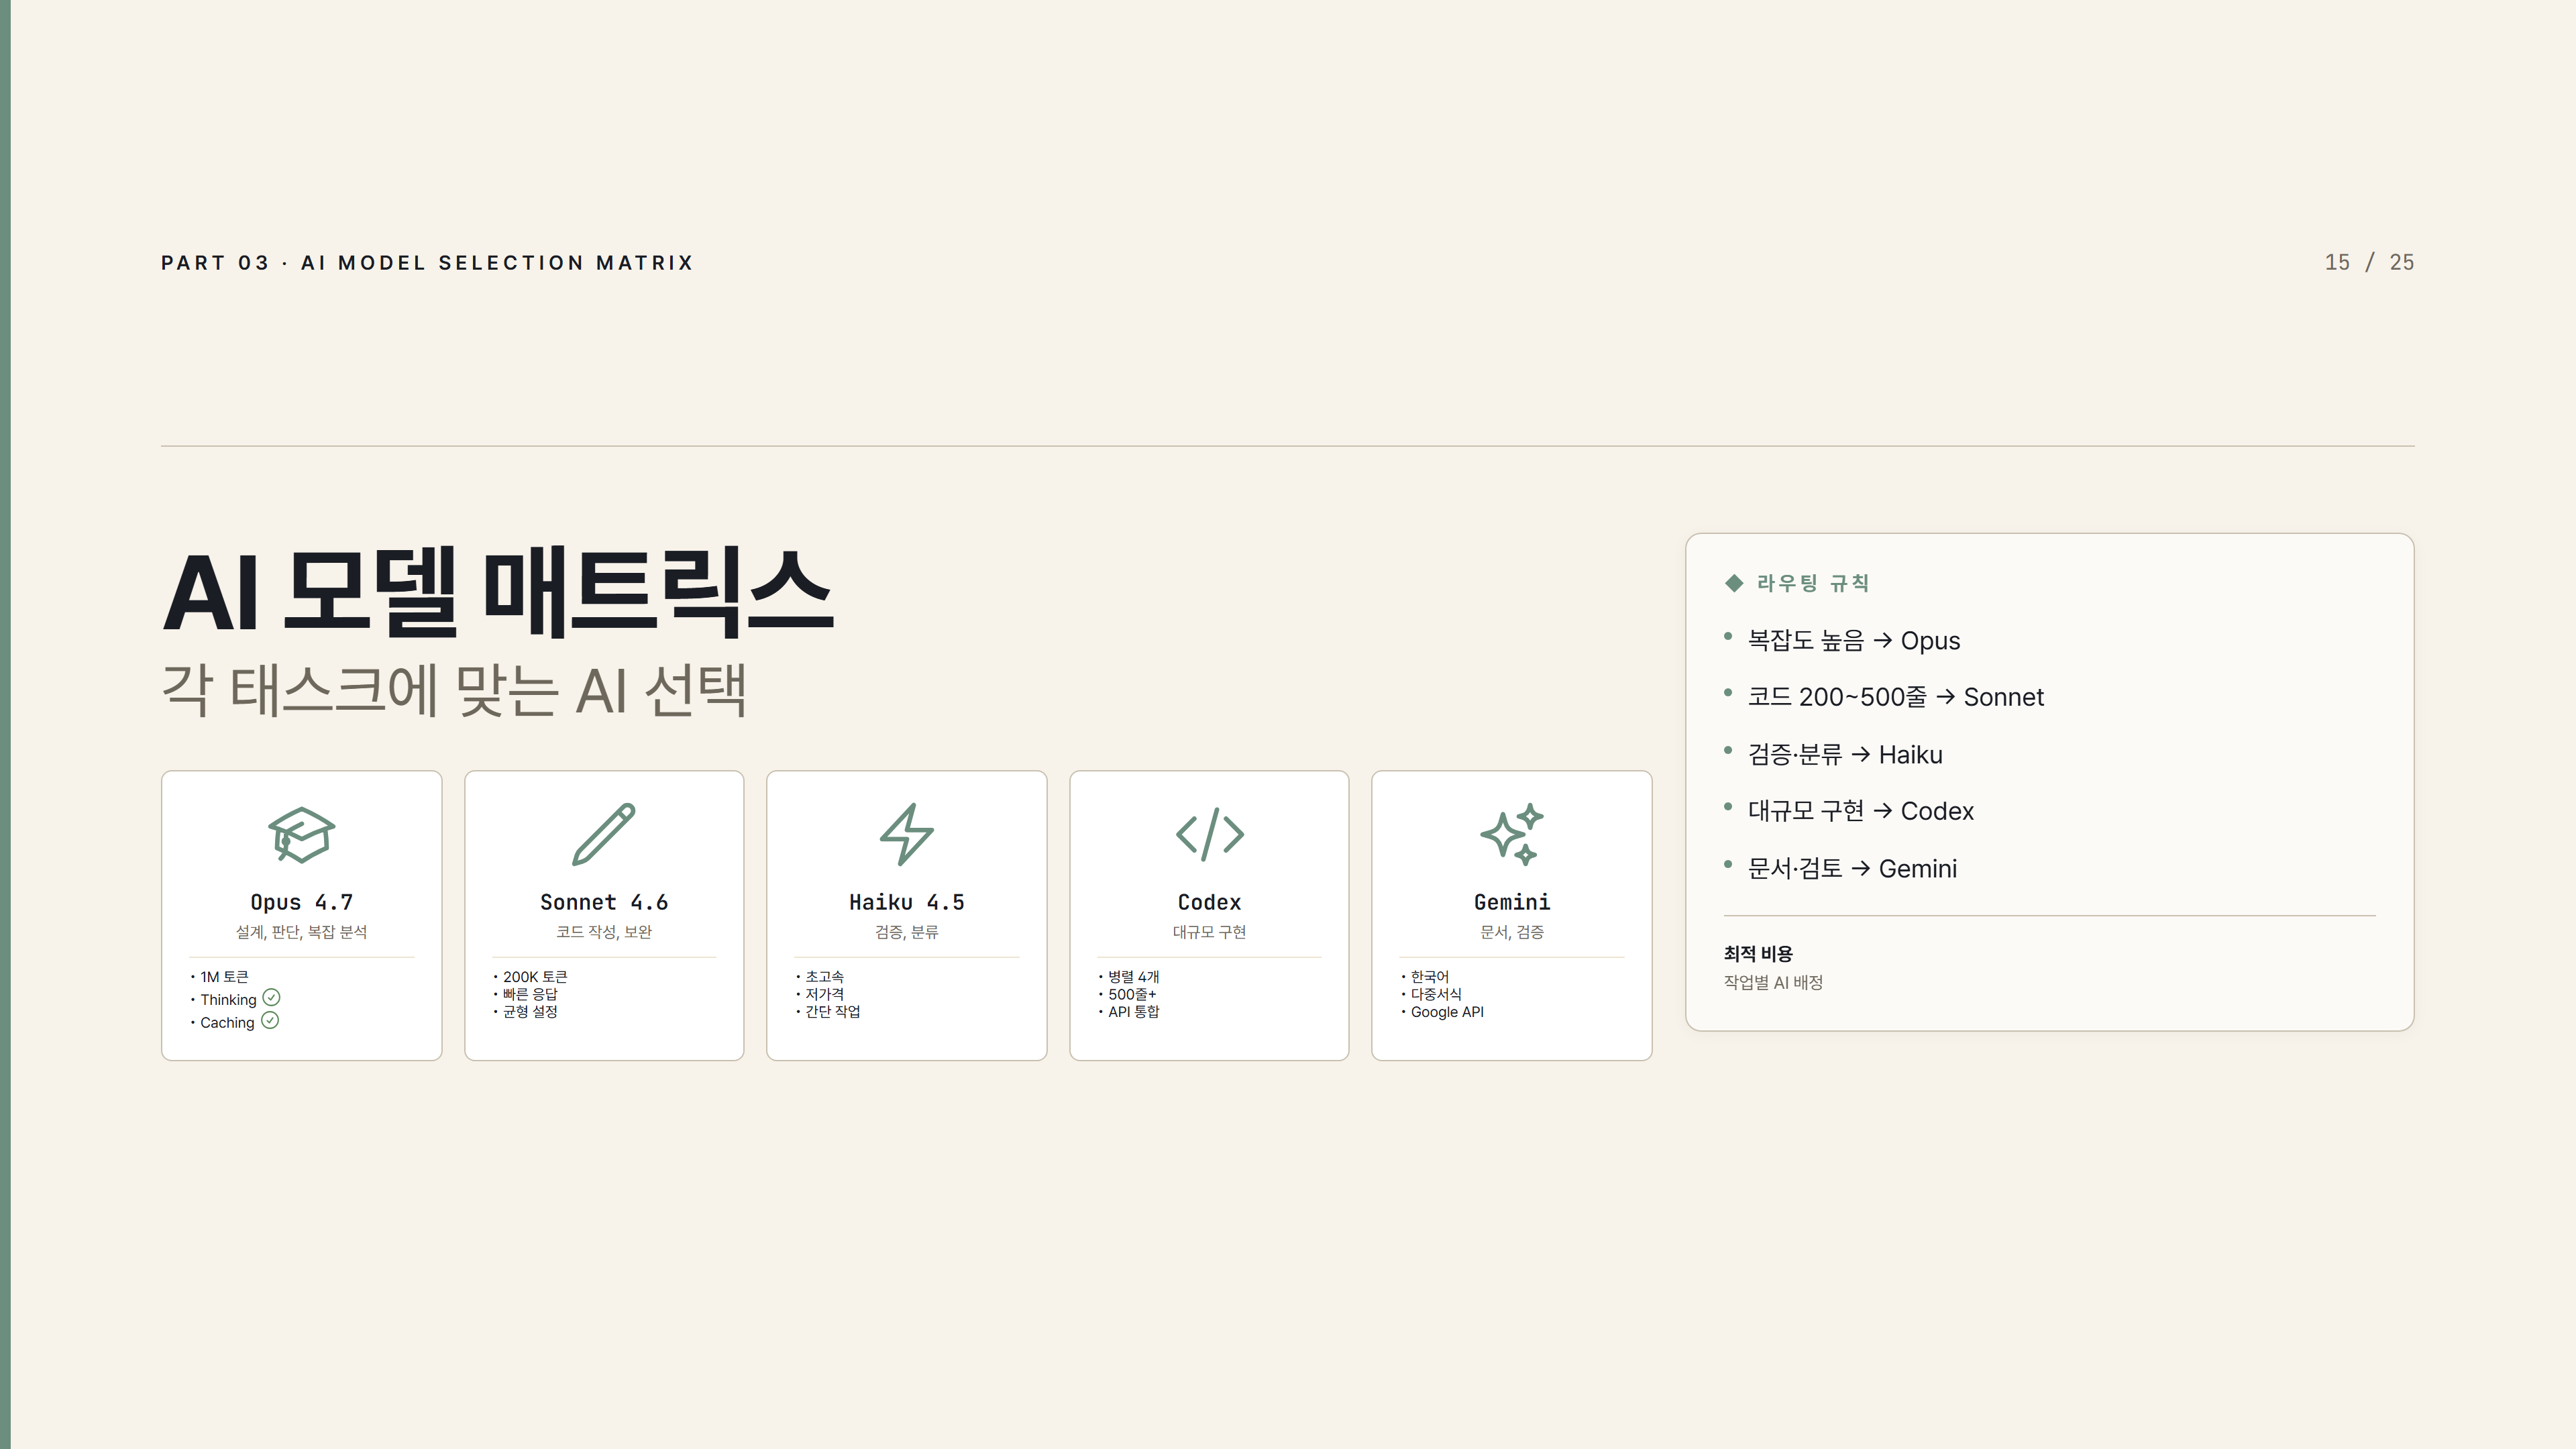 PART 03 · AI MODEL SELECTION MATRIX
15 / 25
AI 모델 매트릭스
각 태스크에 맞는 AI 선택
Opus 4.7
설계, 판단, 복잡 분석
• 1M 토큰
• Thinking
• Caching
Sonnet 4.6
코드 작성, 보완
• 200K 토큰
• 빠른 응답
• 균형 설정
Haiku 4.5
검증, 분류
• 초고속
• 저가격
• 간단 작업
Codex
대규모 구현
• 병렬 4개
• 500줄+
• API 통합
Gemini
문서, 검증
• 한국어
• 다중서식
• Google API
◆ 라우팅 규칙
• 복잡도 높음 → Opus
• 코드 200~500줄 → Sonnet
• 검증·분류 → Haiku
• 대규모 구현 → Codex
• 문서·검토 → Gemini
최적 비용
작업별 AI 배정